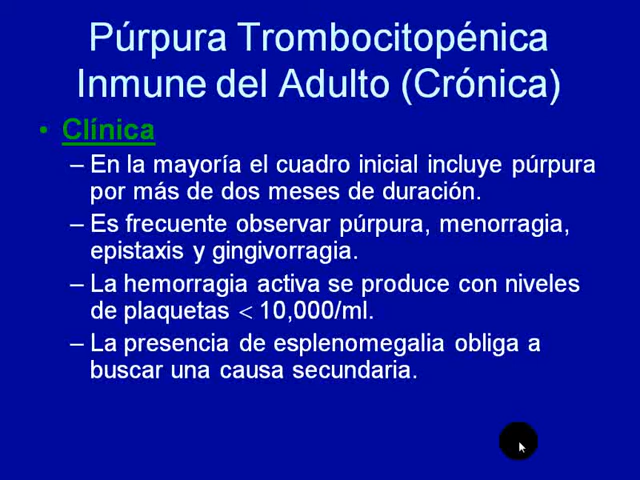 Púrpura Trombocitopénica
Inmune del Adulto (Crónica)
• Clínica
– En la mayoría el cuadro inicial incluye púrpura
por más de dos meses de duración.
– Es frecuente observar púrpura, menorragia,
epistaxis y gingivorragia.
– La hemorragia activa se produce con niveles
de plaquetas < 10,000/ml.
– La presencia de esplenomegalia obliga a
buscar una causa secundaria.